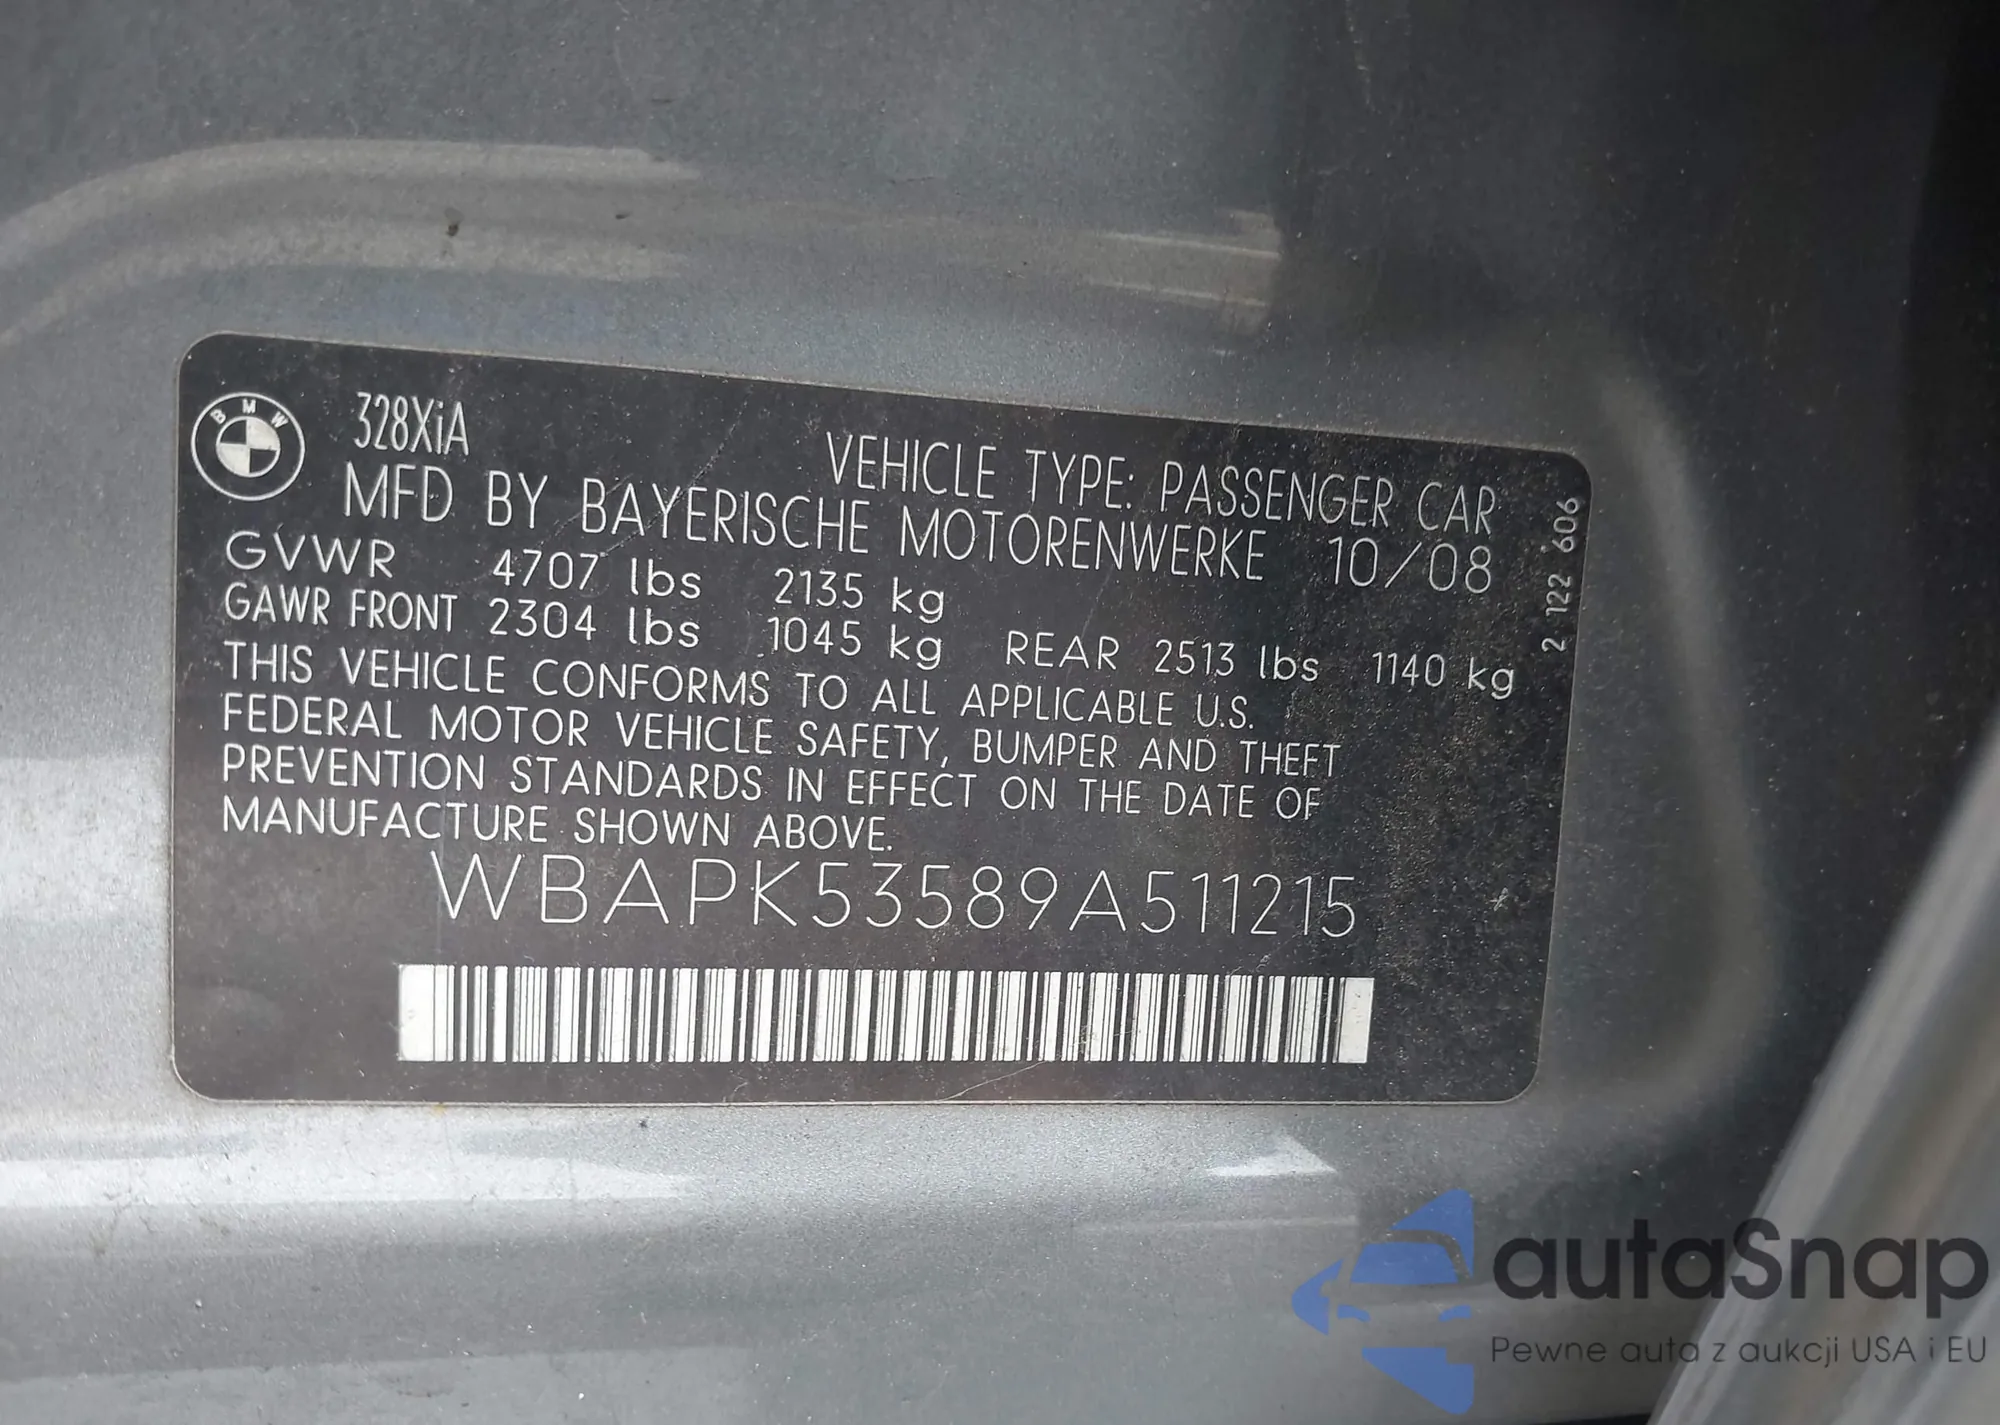 BMW
328XiA
VEHICLE TYPE: PASSENGER CAR
MFD BY BAYERISCHE MOTORENWERKE 10/08
GVWR 4707 lbs 2135 kg
GAWR FRONT 2304 lbs 1045 kg REAR 2513 lbs 1140 kg
THIS VEHICLE CONFORMS TO ALL APPLICABLE U.S.
FEDERAL MOTOR VEHICLE SAFETY, BUMPER AND THEFT
PREVENTION STANDARDS IN EFFECT ON THE DATE OF
MANUFACTURE SHOWN ABOVE.
WBAPK53589A511215
2 122 606
autaSnap
Pewne auta z aukcji USA i EU